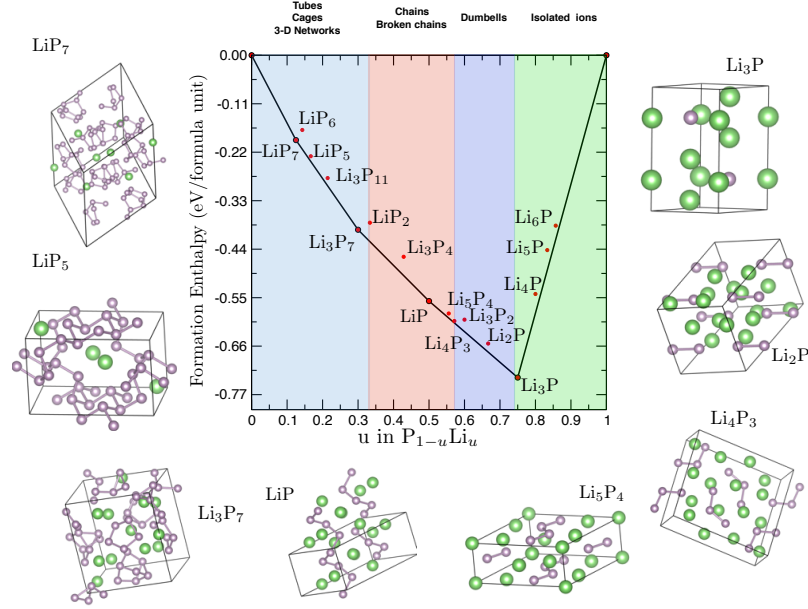 Tubes
Cages
3-D Networks
Chains
Broken chains
Dumbells
Isolated ions
LiP₇
LiP₅
Li₃P₇
LiP
Li₅P₄
Li₄P₃
Li₂P
Li₃P
Formation Enthalpy (eV/formula unit)
0.00
-0.11
-0.22
-0.33
-0.44
-0.55
-0.66
-0.77
LiP₆
LiP₇
LiP₅
Li₃P₁₁
LiP₂
Li₃P₇
Li₃P₄
LiP
Li₅P₄
Li₃P₂
Li₄P₃
Li₂P
Li₃P
Li₄P
Li₅P
Li₆P
0 0.1 0.2 0.3 0.4 0.5 0.6 0.7 0.8 0.9 1
u in P₁₋ᵤLiᵤ